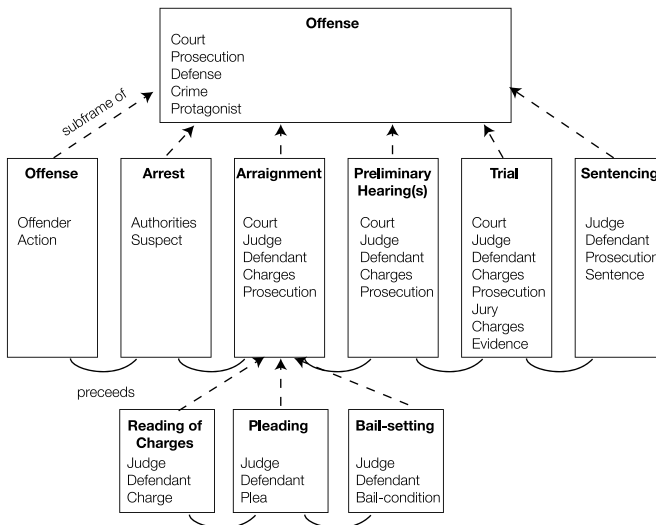 Offense
Court
Prosecution
Defense
Crime
Protagonist
subframe of
Offense
Offender
Action
Arrest
Authorities
Suspect
Arraignment
Court
Judge
Defendant
Charges
Prosecution
Preliminary
Hearing(s)
Court
Judge
Defendant
Charges
Prosecution
Trial
Court
Judge
Defendant
Charges
Prosecution
Jury
Charges
Evidence
Sentencing
Judge
Defendant
Prosecution
Sentence
preceeds
Reading of
Charges
Judge
Defendant
Charge
Pleading
Judge
Defendant
Plea
Bail-setting
Judge
Defendant
Bail-condition